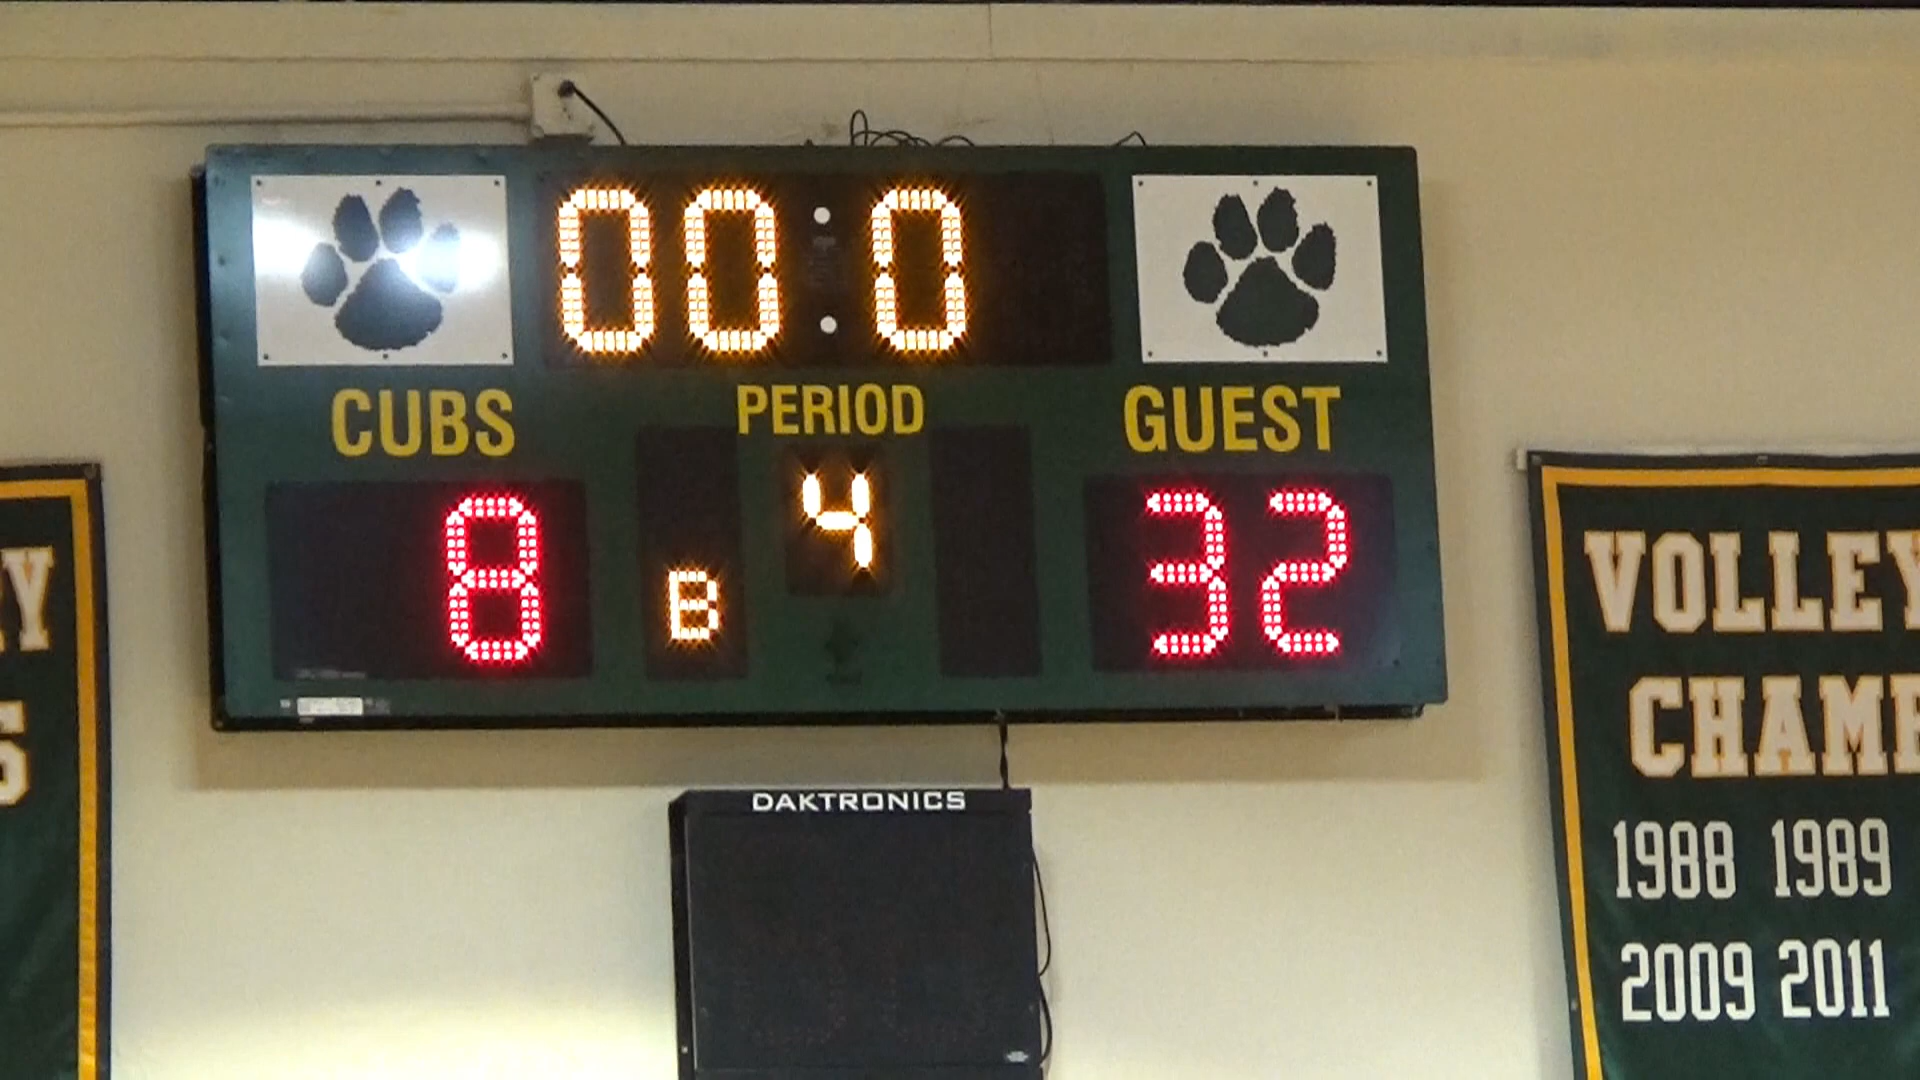 00:0
CUBS PERIOD GUEST
8 B 4 32
DAKTRONICS
Y
S
VOLLEY
CHAMP
1988 1989
2009 2011